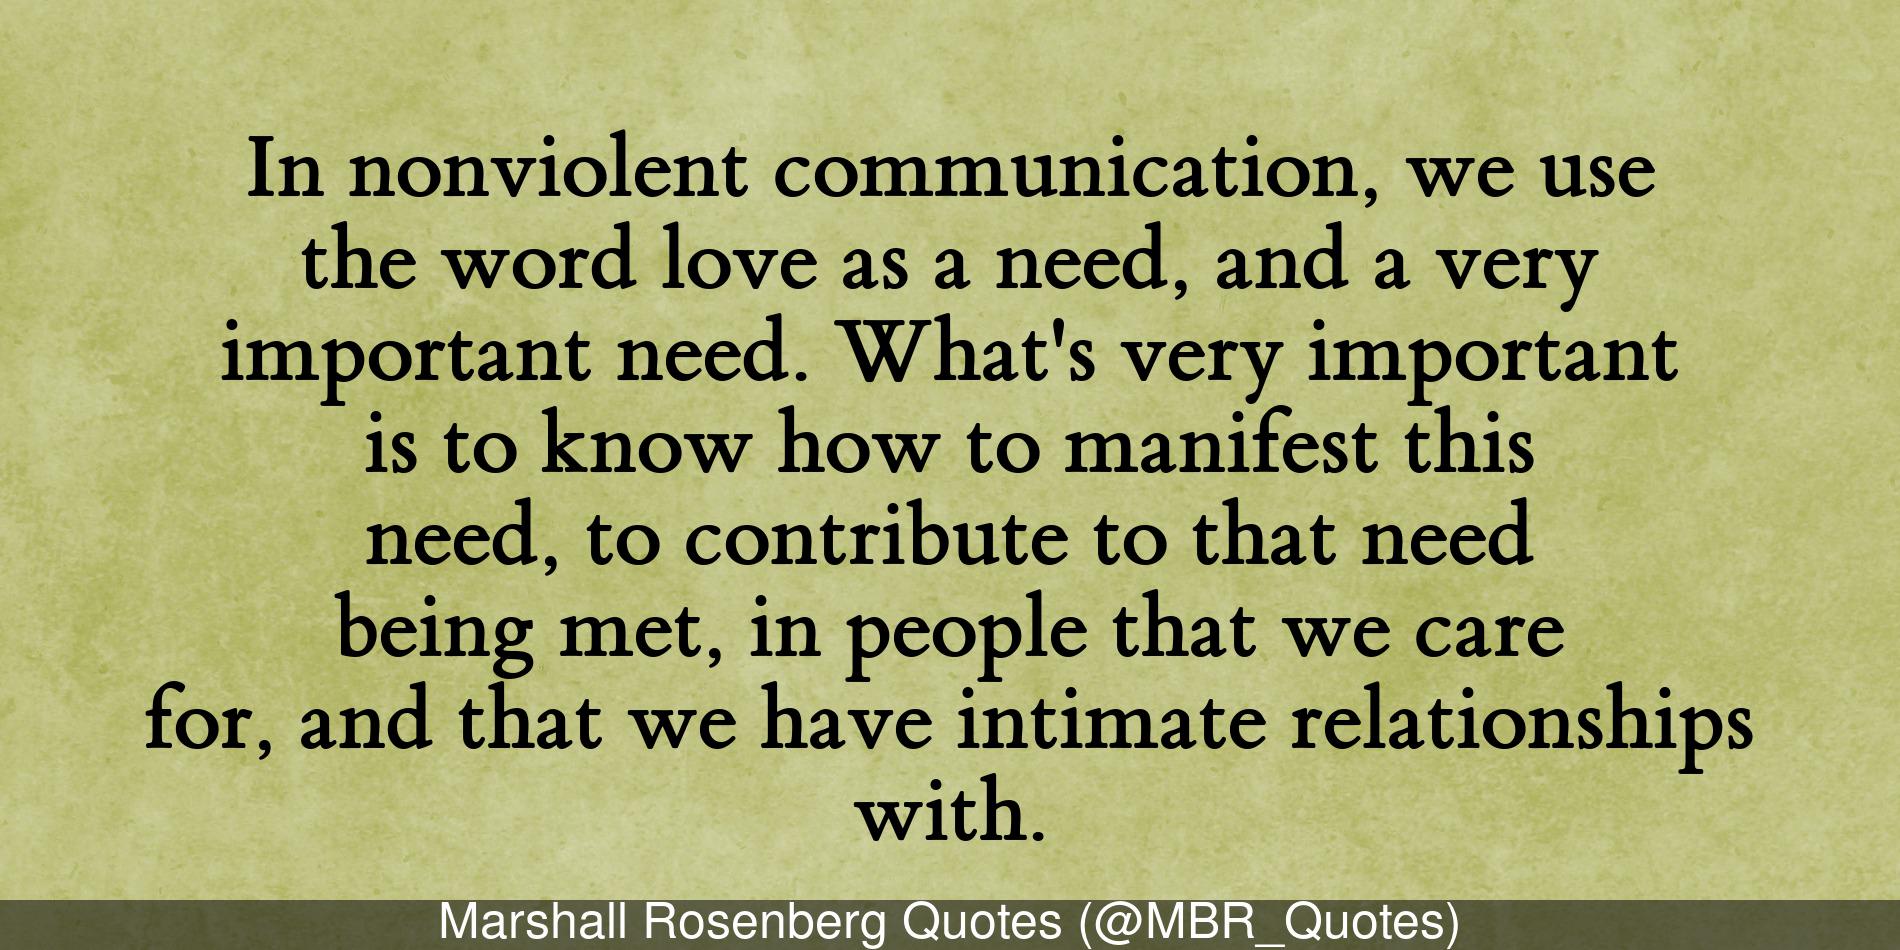 In nonviolent communication, we use
the word love as a need, and a very
important need. What's very important
is to know how to manifest this
need, to contribute to that need
being met, in people that we care
for, and that we have intimate relationships
with.
Marshall Rosenberg Quotes (@MBR_Quotes)